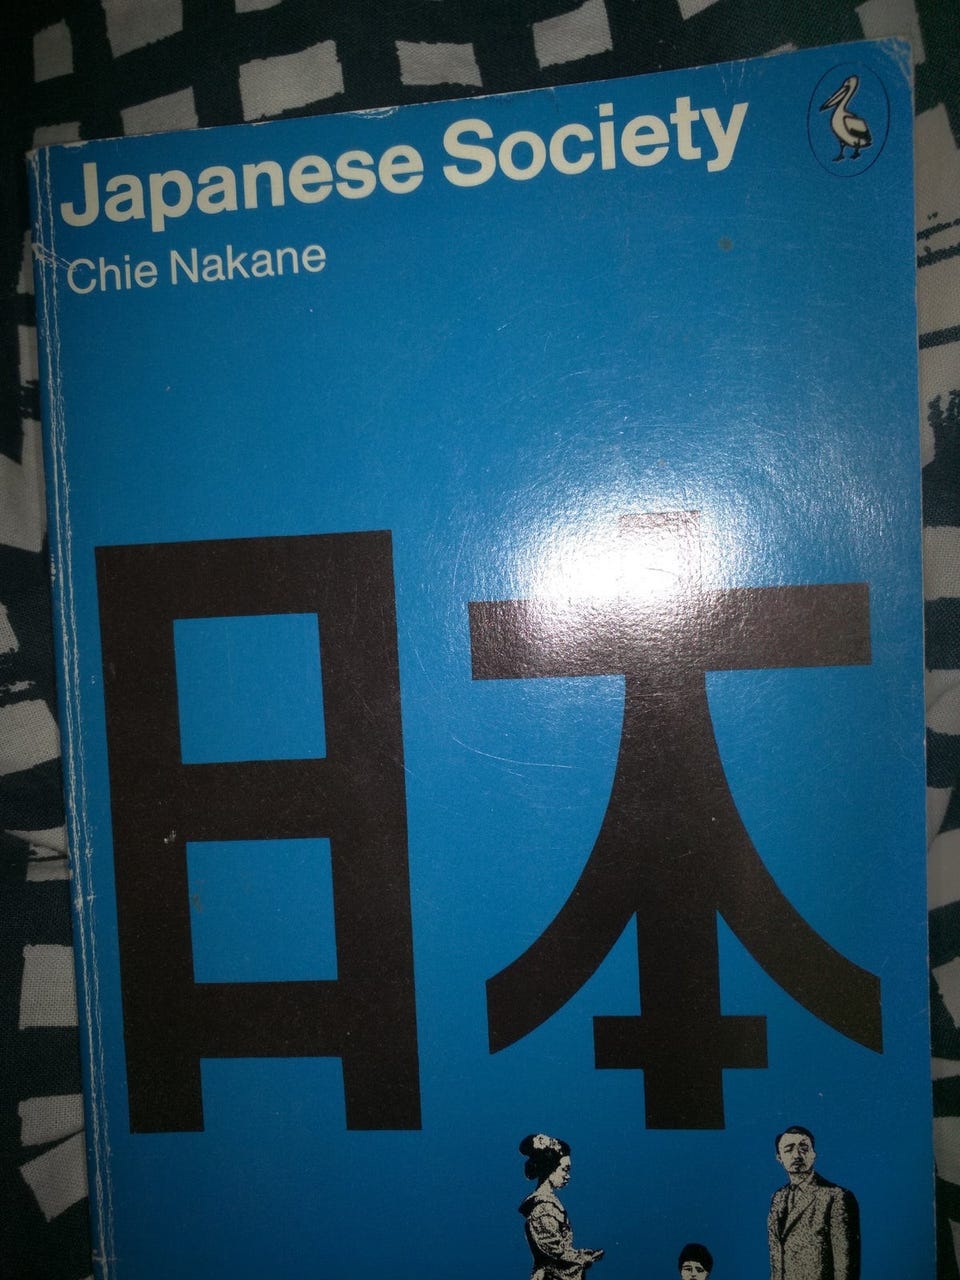 Japanese Society
Chie Nakane
日本